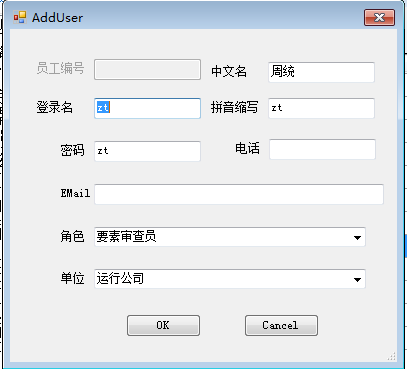 AddUser
员工编号 中文名 周统
登录名 zt 拼音缩写 zt
密码 zt 电话
EMail
角色 要素审查员
单位 运行公司
OK Cancel